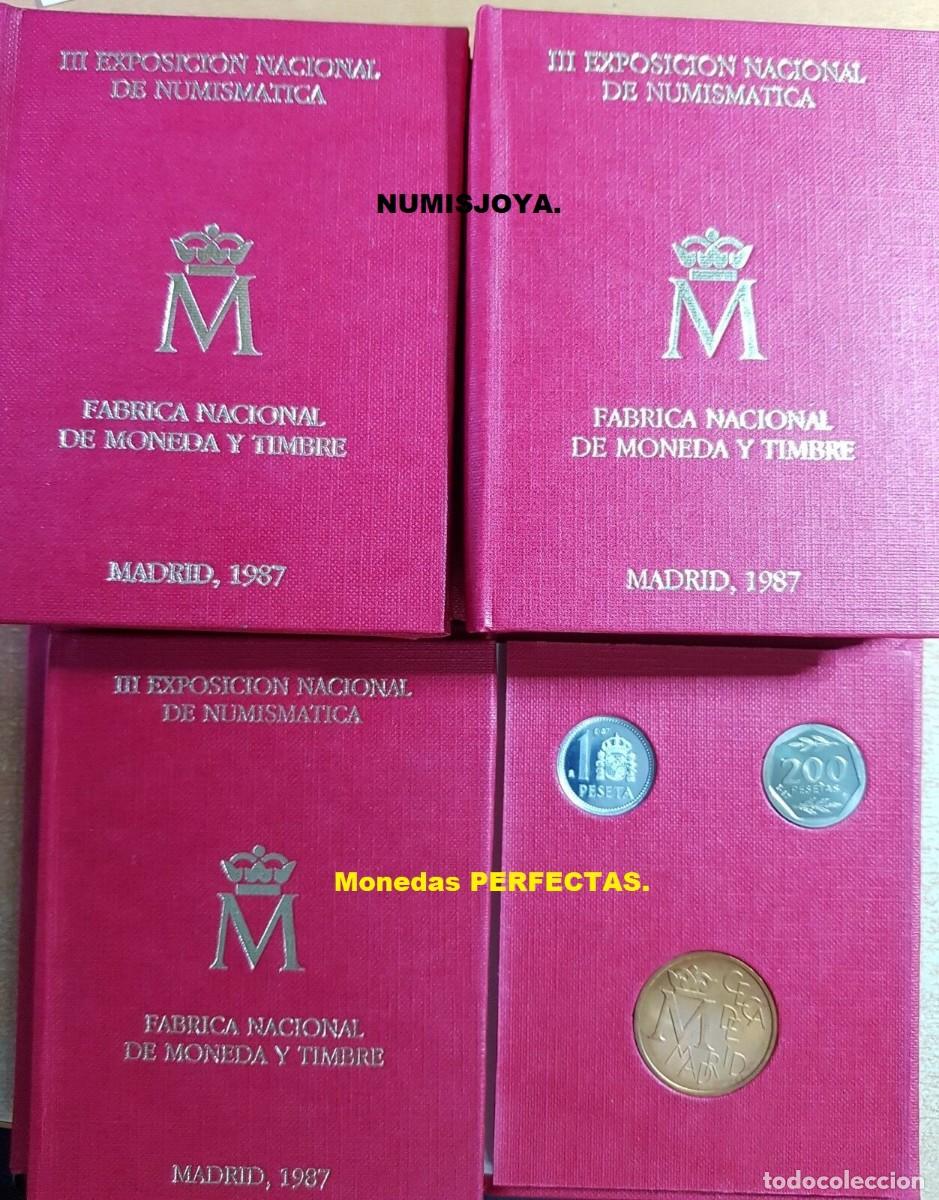 III EXPOSICION NACIONAL
DE NUMISMATICA
M
FABRICA NACIONAL
DE MONEDA Y TIMBRE
MADRID, 1987
III EXPOSICION NACIONAL
DE NUMISMATICA
M
FABRICA NACIONAL
DE MONEDA Y TIMBRE
MADRID, 1987
NUMISJOYA.
III EXPOSICION NACIONAL
DE NUMISMATICA
M
FABRICA NACIONAL
DE MONEDA Y TIMBRE
MADRID, 1987
Monedas PERFECTAS.
1
PESETA
200
PESETAS
M
CECA
DE
MADRID
todocoleccion